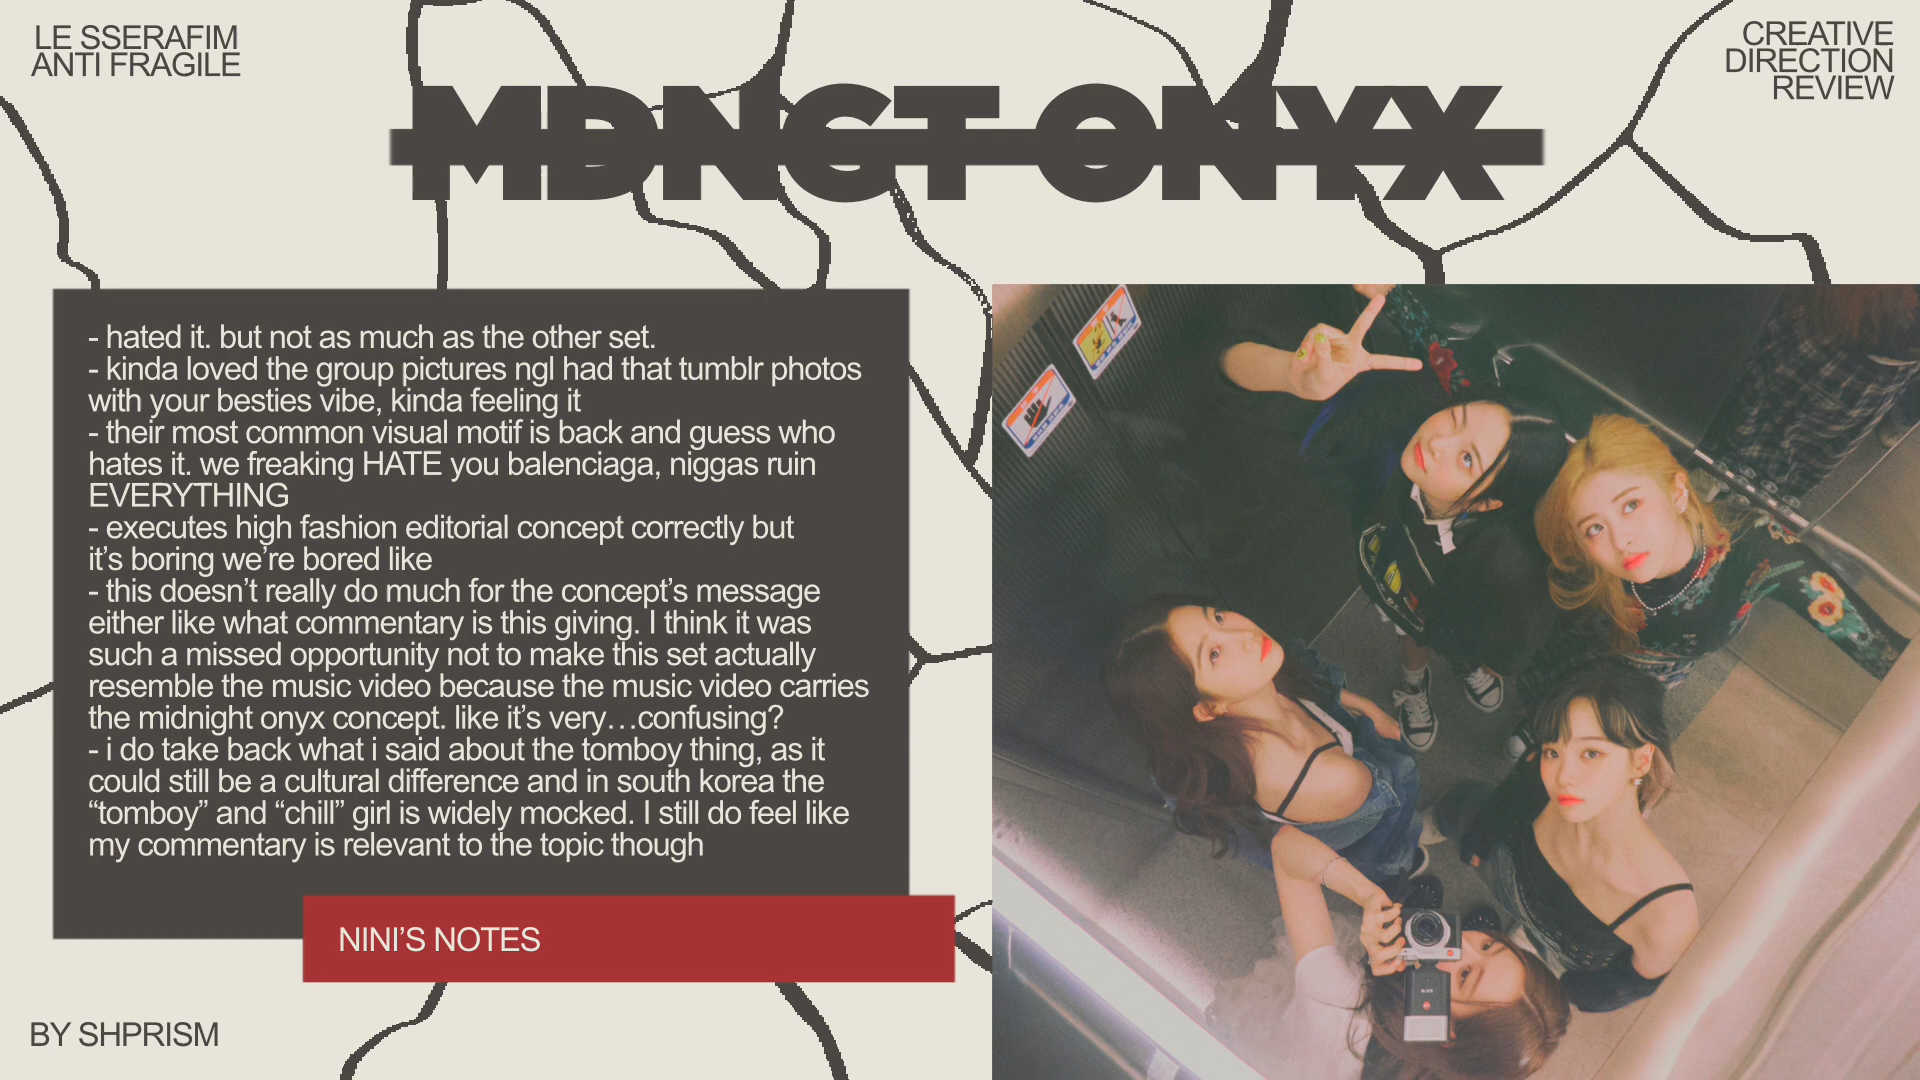 LE SSERAFIM
ANTI FRAGILE
CREATIVE
DIRECTION
REVIEW
MDNGT ONYX
- hated it. but not as much as the other set.
- kinda loved the group pictures ngl had that tumblr photos
with your besties vibe, kinda feeling it
- their most common visual motif is back and guess who
hates it. we freaking HATE you balenciaga, niggas ruin
EVERYTHING
- executes high fashion editorial concept correctly but
it’s boring we’re bored like
- this doesn’t really do much for the concept’s message
either like what commentary is this giving. I think it was
such a missed opportunity not to make this set actually
resemble the music video because the music video carries
the midnight onyx concept. like it’s very…confusing?
- i do take back what i said about the tomboy thing, as it
could still be a cultural difference and in south korea the
“tomboy” and “chill” girl is widely mocked. I still do feel like
my commentary is relevant to the topic though
NINI’S NOTES
BY SHPRISM